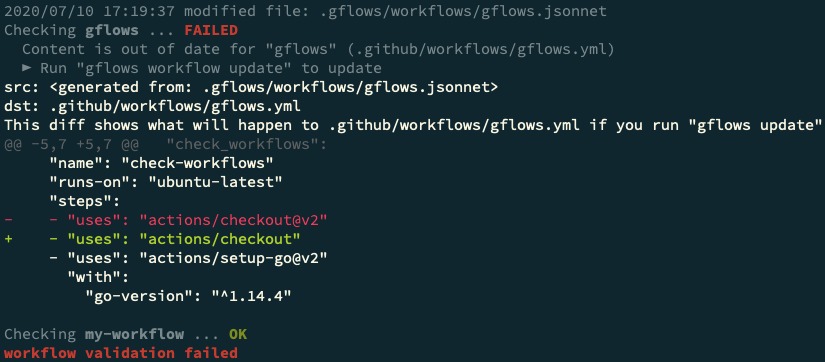 2020/07/10 17:19:37 modified file: .gflows/workflows/gflows.jsonnet
Checking gflows ... FAILED
  Content is out of date for "gflows" (.github/workflows/gflows.yml)
  ► Run "gflows workflow update" to update
src: <generated from: .gflows/workflows/gflows.jsonnet>
dst: .github/workflows/gflows.yml
This diff shows what will happen to .github/workflows/gflows.yml if you run "gflows update"
@@ -5,7 +5,7 @@   "check_workflows":
     "name": "check-workflows"
     "runs-on": "ubuntu-latest"
     "steps":
-    - "uses": "actions/checkout@v2"
+    - "uses": "actions/checkout"
     - "uses": "actions/setup-go@v2"
       "with":
         "go-version": "^1.14.4"
Checking my-workflow ... OK
workflow validation failed